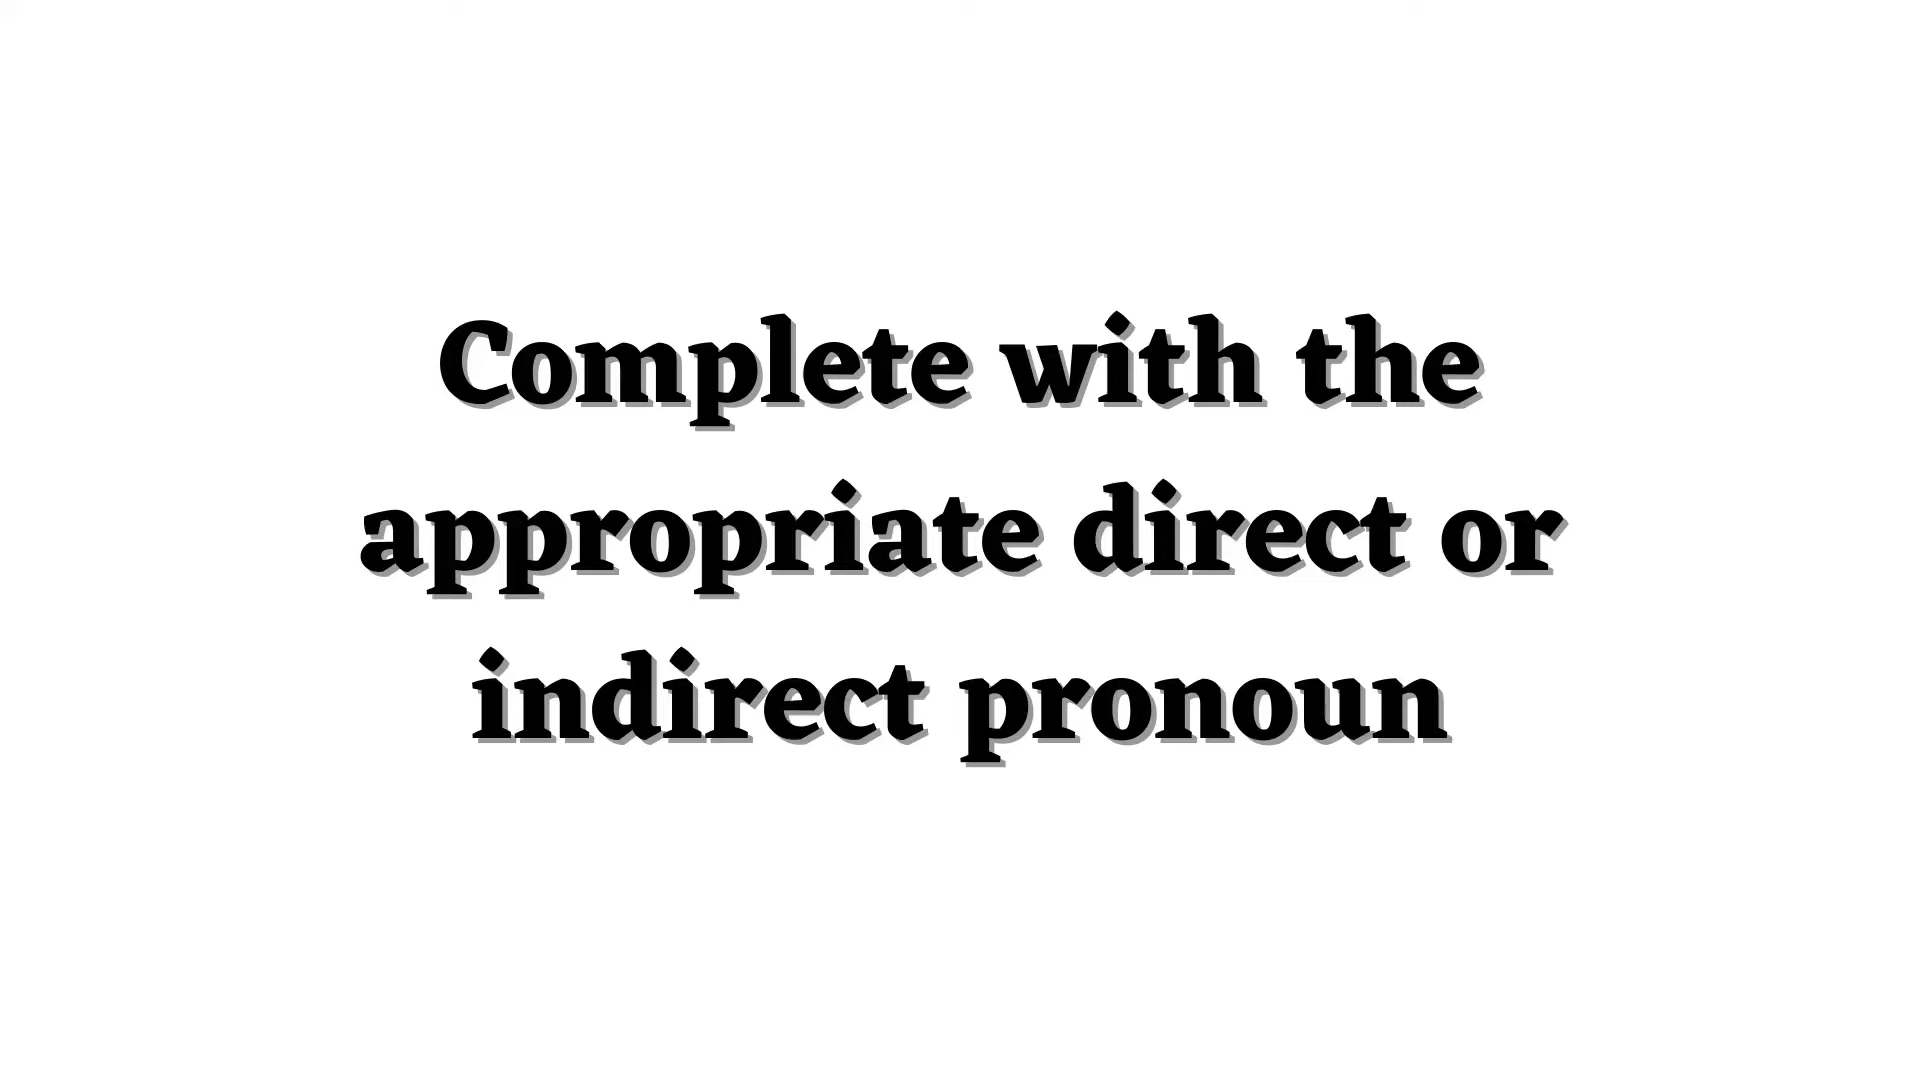 Complete with the
appropriate direct or
indirect pronoun